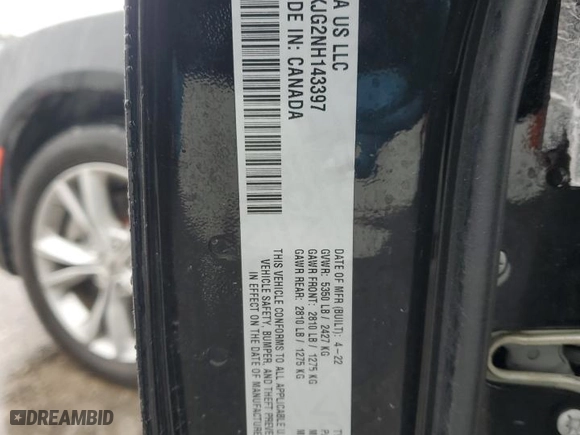 A US LLC
KJG2NH143397
DE IN: CANADA
DATE OF MFR (BUILT): 4-22
GVWR: 5350 LB / 2427 KG
GAWR FRONT: 2810 LB / 1275 KG
GAWR REAR: 2810 LB / 1275 KG
THIS VEHICLE CONFORMS TO ALL APPLICABLE U
VEHICLE SAFETY, BUMPER, AND THEFT PREVE
IN EFFECT ON THE DATE OF MANUFACTUR
DREAMBID